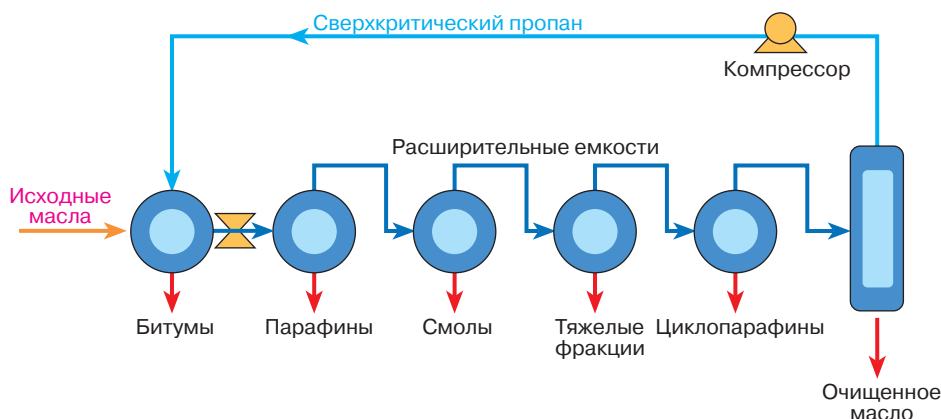 Сверхкритический пропан
Компрессор
Расширительные емкости
Исходные
масла
Битумы
Парафины
Смолы
Тяжелые
фракции
Циклопарафины
Очищенное
масло